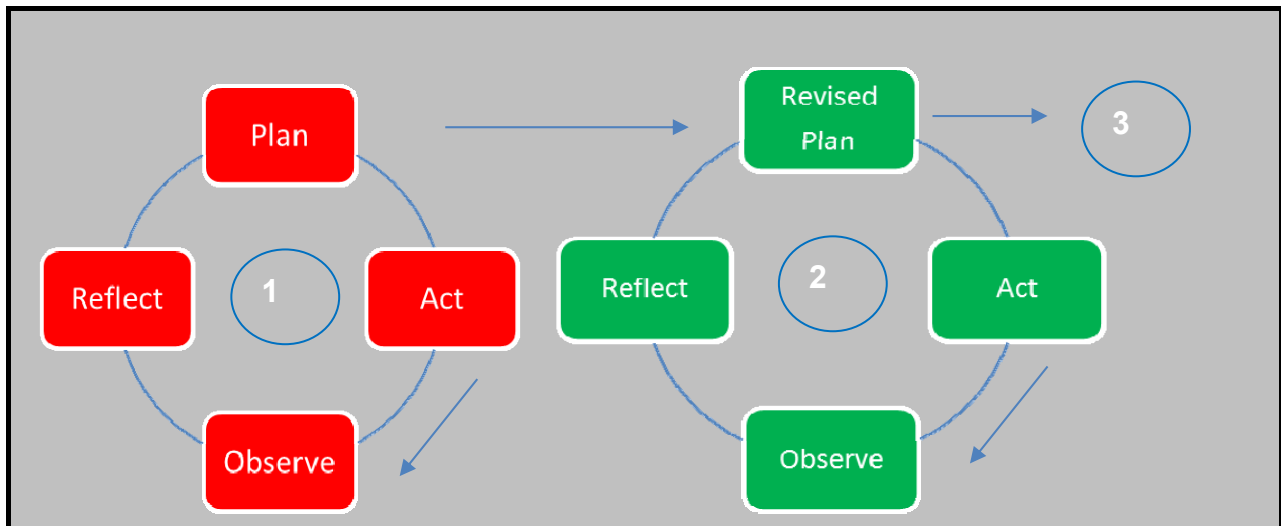 Plan
Reflect
1
Act
Observe
Revised
Plan
3
Reflect
2
Act
Observe